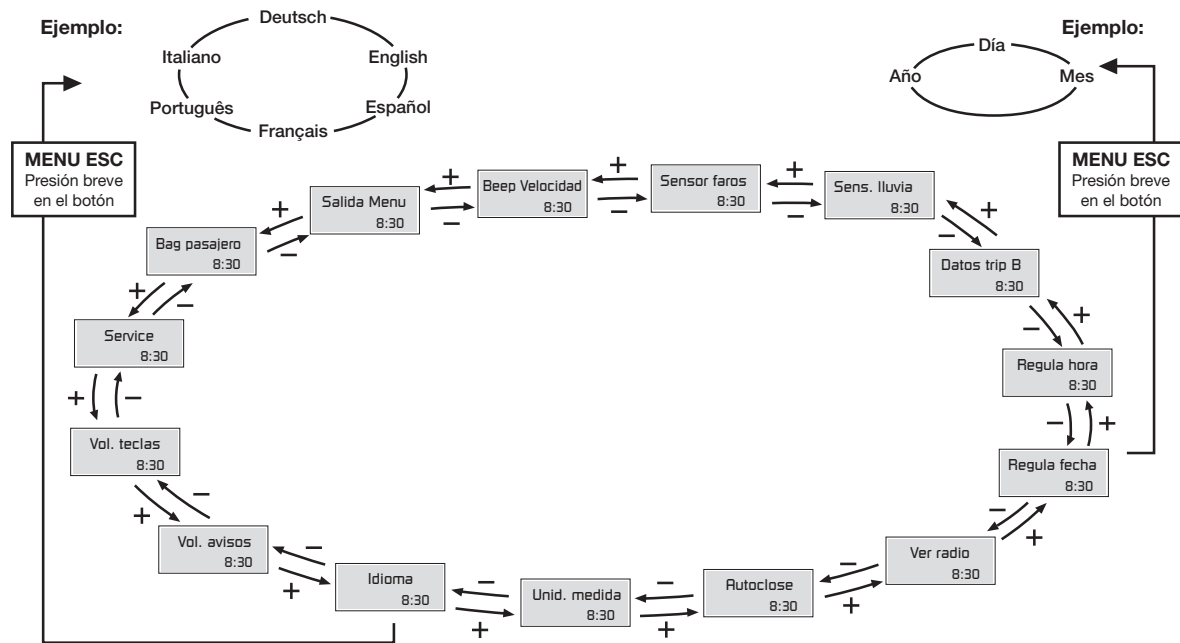 Ejemplo:
Deutsch
Italiano
English
Português
Español
Français
Ejemplo:
Día
Año
Mes
MENU ESC
Presión breve
en el botón
MENU ESC
Presión breve
en el botón
Salida Menu
8:30
Beep Velocidad
8:30
Sensor faros
8:30
Sens. lluvia
8:30
Datos trip B
8:30
Regula hora
8:30
Regula fecha
8:30
Ver radio
8:30
Autoclose
8:30
Unid. medida
8:30
Idioma
8:30
Vol. avisos
8:30
Vol. teclas
8:30
Service
8:30
Bag pasajero
8:30
+
−
+
−
+
−
+
−
+
−
+
−
+
−
+
−
+
−
+
−
+
−
+
−
+
−
+
−
+
−